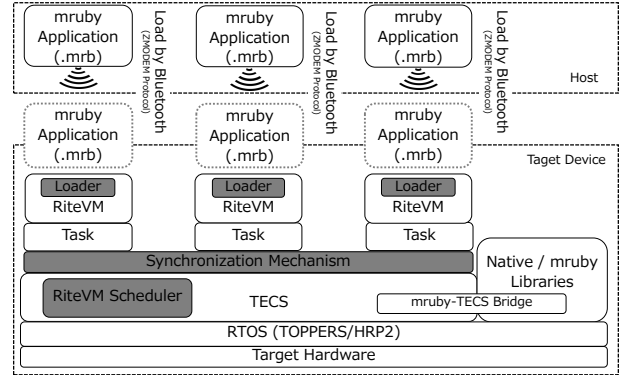 mruby
Application
(.mrb)
Load by Bluetooth
(ZMODEM Protocol)
mruby
Application
(.mrb)
Load by Bluetooth
(ZMODEM Protocol)
mruby
Application
(.mrb)
Load by Bluetooth
(ZMODEM Protocol)
Host
mruby
Application
(.mrb)
mruby
Application
(.mrb)
mruby
Application
(.mrb)
Taget Device
Loader
RiteVM
Loader
RiteVM
Loader
RiteVM
Task
Task
Task
Synchronization Mechanism
Native / mruby
Libraries
RiteVM Scheduler
TECS
mruby-TECS Bridge
RTOS (TOPPERS/HRP2)
Target Hardware